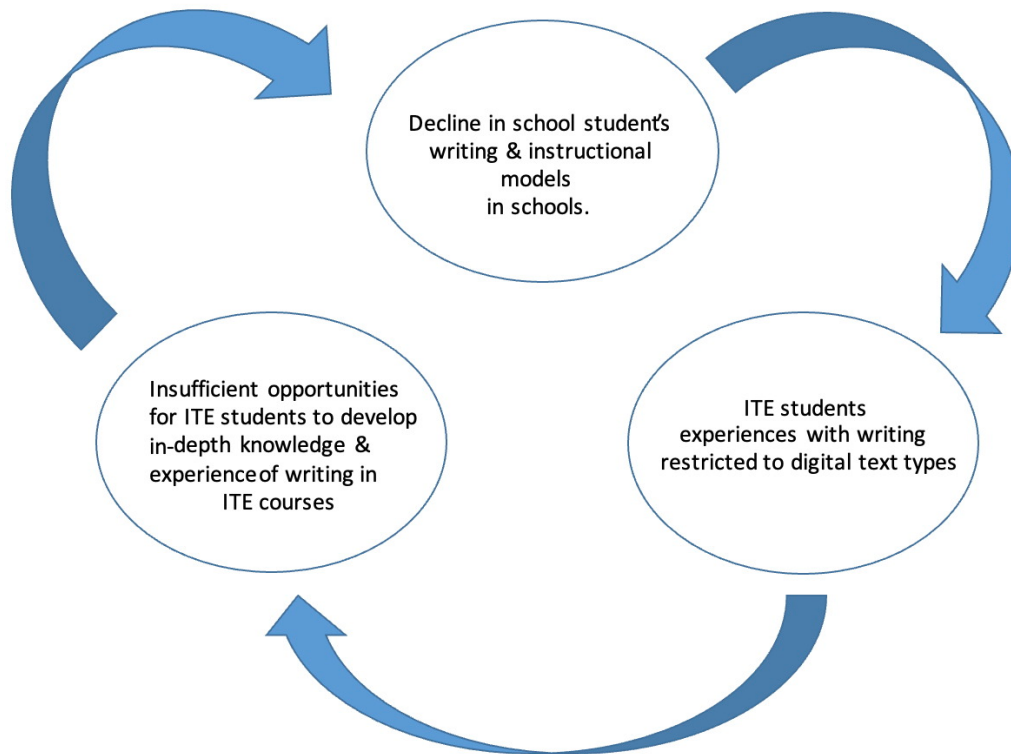 Decline in school student's
writing & instructional
models
in schools.
Insufficient opportunities
for ITE students to develop
in-depth knowledge &
experience of writing in
ITE courses
ITE students
experiences with writing
restricted to digital text types